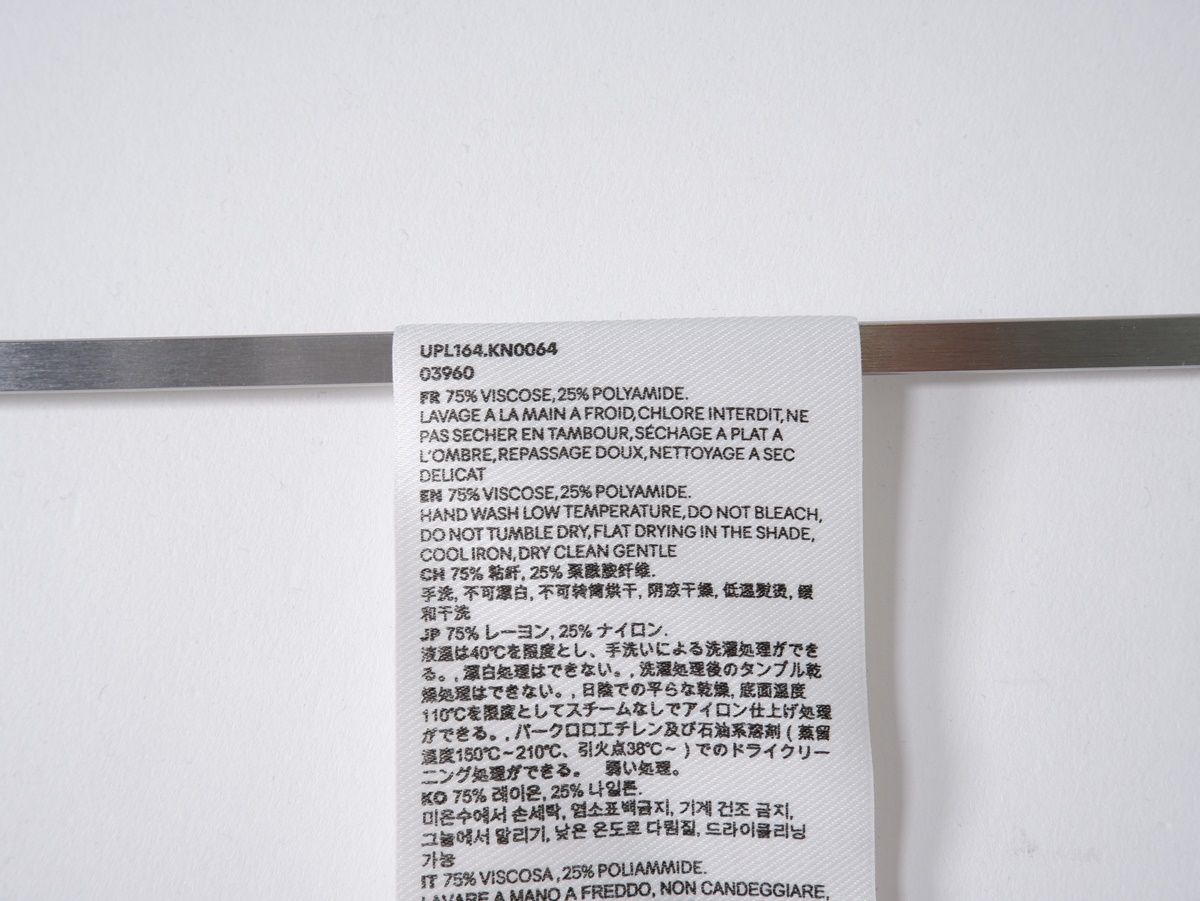 UPL164.KN0064
03960
FR 75% VISCOSE, 25% POLYAMIDE.
LAVAGE A LA MAIN A FROID, CHLORE INTERDIT, NE
PAS SECHER EN TAMBOUR, SÉCHAGE A PLAT A
L'OMBRE, REPASSAGE DOUX, NETTOYAGE A SEC
DELICAT
EN 75% VISCOSE, 25% POLYAMIDE.
HAND WASH LOW TEMPERATURE, DO NOT BLEACH,
DO NOT TUMBLE DRY, FLAT DRYING IN THE SHADE,
COOL IRON, DRY CLEAN GENTLE
CH 75% 粘纤, 25% 聚酰胺纤维.
手洗, 不可漂白, 不可转筒烘干, 阴凉干燥, 低温熨烫, 缓
和干洗
JP 75% レーヨン, 25% ナイロン.
液温は40℃を限度とし、手洗いによる洗濯処理ができ
る。, 漂白処理はできない。, 洗濯処理後のタンブル乾
燥処理はできない。, 日陰での平らな乾燥, 底面温度
110℃を限度としてスチームなしでアイロン仕上げ処理
ができる。, パークロロエチレン及び石油系溶剤 ( 蒸留
温度150℃~210℃、引火点38℃~ ) でのドライクリー
ニング処理ができる。 弱い処理。
KO 75% 레이온, 25% 나일론.
미온수에서 손세탁, 염소표백금지, 기계 건조 금지,
그늘에서 말리기, 낮은 온도로 다림질, 드라이클리닝
가능
IT 75% VISCOSA, 25% POLIAMMIDE.
LAVARE A MANO A FREDDO, NON CANDEGGIARE,